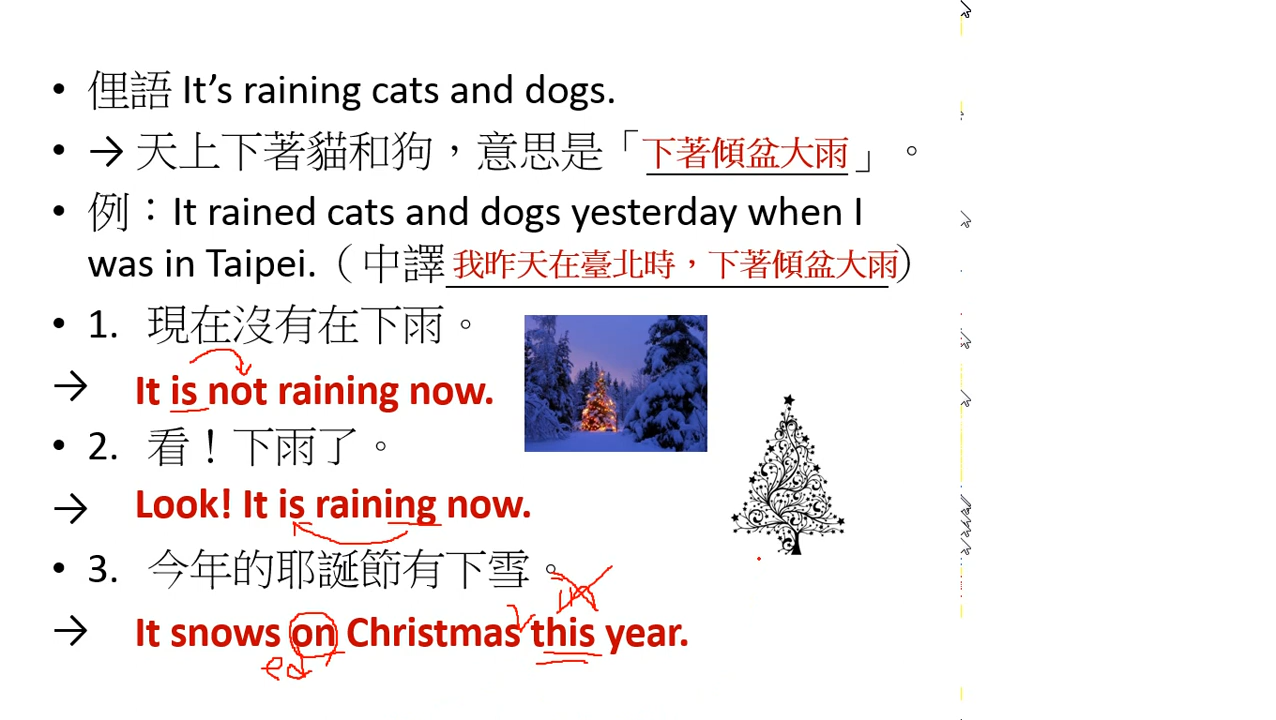 • 俚語 It’s raining cats and dogs.
• → 天上下著貓和狗，意思是「下著傾盆大雨」。
• 例：It rained cats and dogs yesterday when I
was in Taipei.（中譯 我昨天在臺北時，下著傾盆大雨）
• 1. 現在沒有在下雨。
→ It is not raining now.
• 2. 看！下雨了。
→ Look! It is raining now.
• 3. 今年的耶誕節有下雪。
→ It snows on Christmas this year.
ed